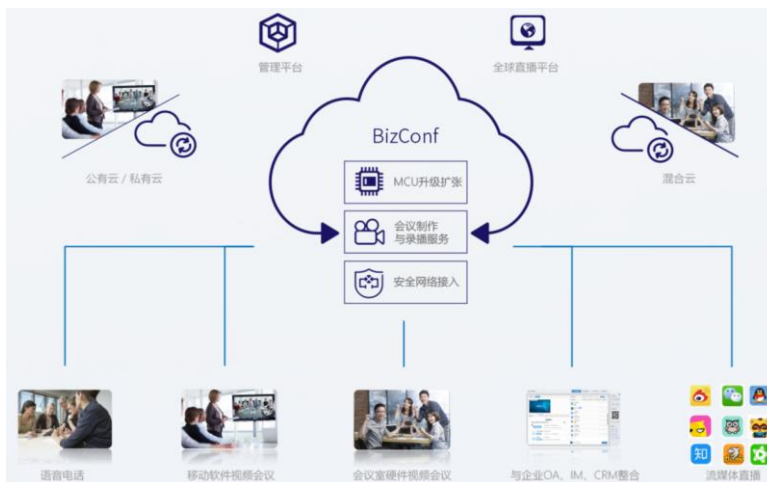 管理平台
全球直播平台
BizConf
公有云 / 私有云
混合云
MCU升级扩张
会议制作
与录播服务
安全网络接入
知
语音电话
移动软件视频会议
会议室硬件视频会议
与企业OA、IM、CRM整合
流媒体直播